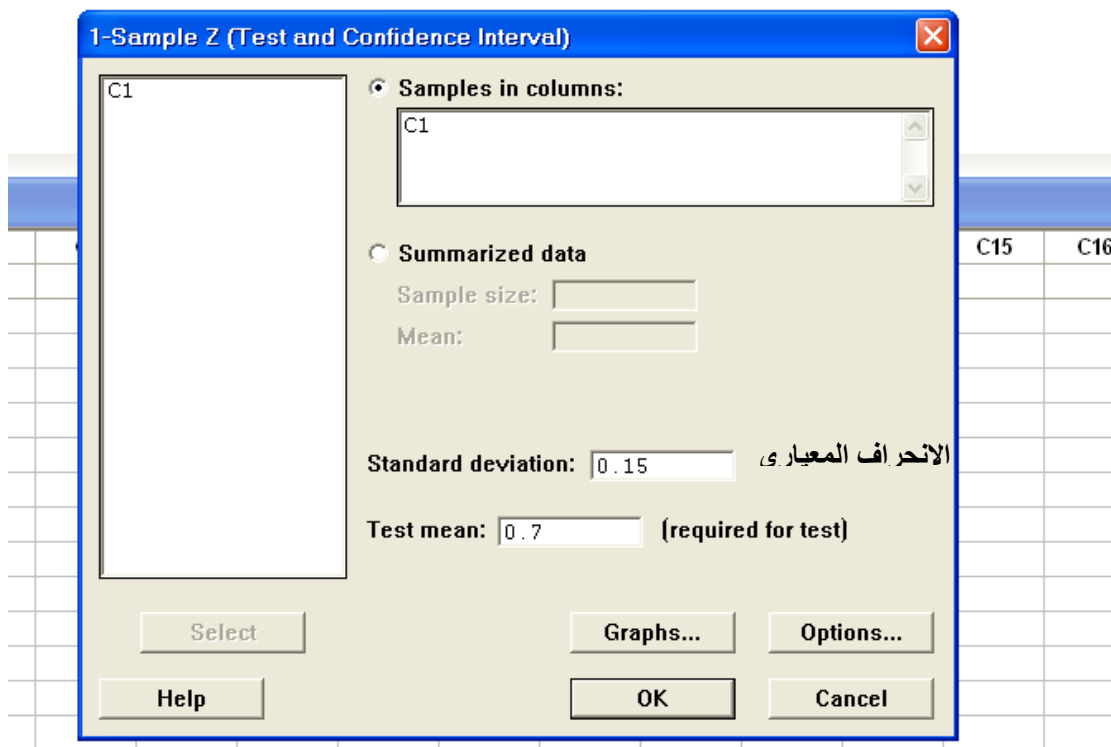 1-Sample Z (Test and Confidence Interval)
C1
Samples in columns:
C1
C15 C16
Summarized data
Sample size:
Mean:
Standard deviation: 0.15 الانحراف المعياري
Test mean: 0.7 (required for test)
Select Graphs... Options...
Help OK Cancel